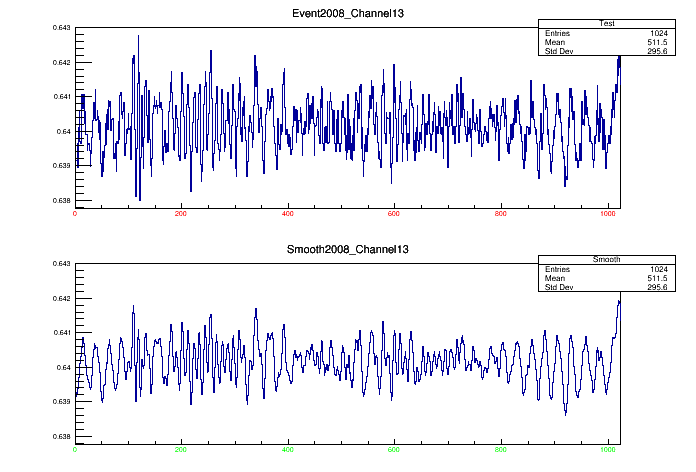 Event2008_Channel13
Test
Entries 1024
Mean 511.5
Std Dev 295.6
0.643
0.642
0.641
0.64
0.639
0.638
0 200 400 600 800 1000
Smooth2008_Channel13
Smooth
Entries 1024
Mean 511.5
Std Dev 295.6
0.643
0.642
0.641
0.64
0.639
0.638
0 200 400 600 800 1000